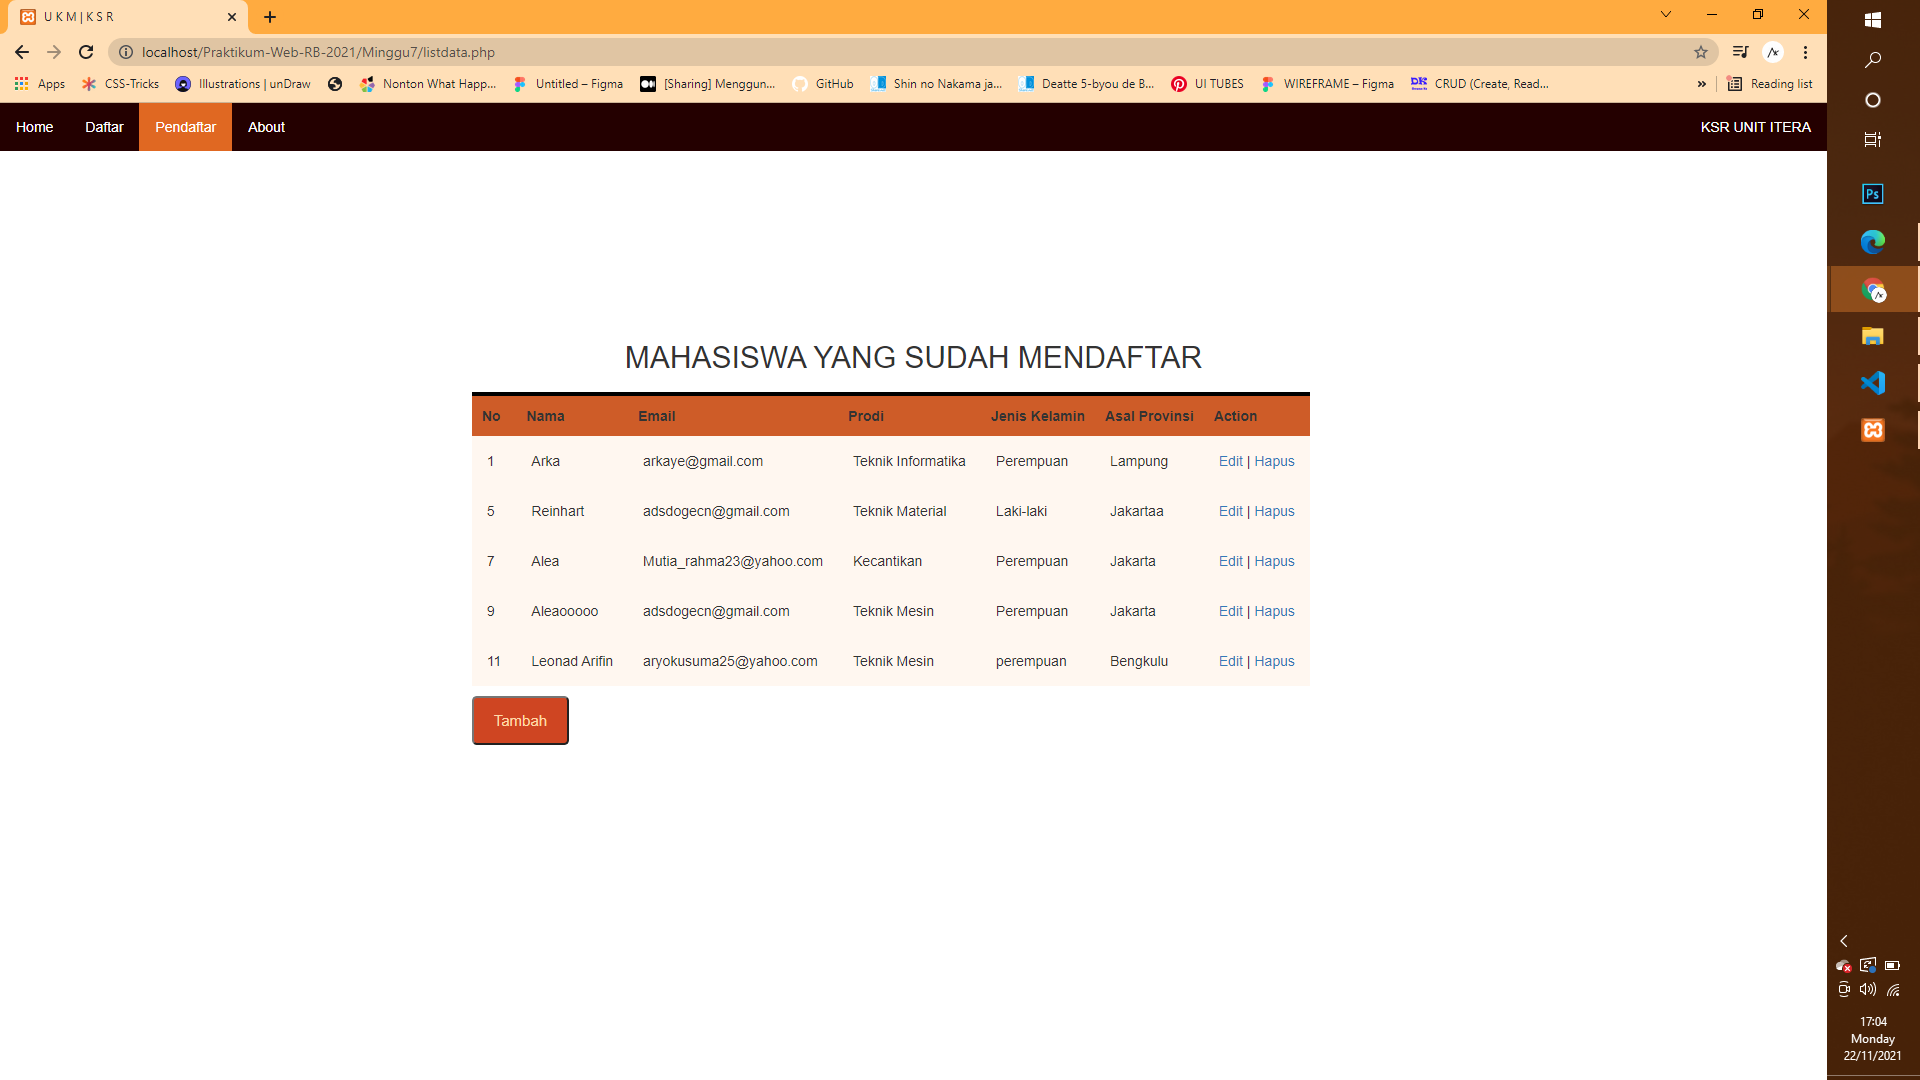 U K M | K S R
localhost/Praktikum-Web-RB-2021/Minggu7/listdata.php
Apps CSS-Tricks Illustrations | unDraw Nonton What Happ... Untitled – Figma [Sharing] Menggun... GitHub Shin no Nakama ja... Deatte 5-byou de B... UI TUBES WIREFRAME – Figma CRUD (Create, Read... » Reading list
Home Daftar Pendaftar About KSR UNIT ITERA
MAHASISWA YANG SUDAH MENDAFTAR
No Nama Email Prodi Jenis Kelamin Asal Provinsi Action
1 Arka arkaye@gmail.com Teknik Informatika Perempuan Lampung Edit | Hapus
5 Reinhart adsdogecn@gmail.com Teknik Material Laki-laki Jakartaa Edit | Hapus
7 Alea Mutia_rahma23@yahoo.com Kecantikan Perempuan Jakarta Edit | Hapus
9 Aleaooooo adsdogecn@gmail.com Teknik Mesin Perempuan Jakarta Edit | Hapus
11 Leonad Arifin aryokusuma25@yahoo.com Teknik Mesin perempuan Bengkulu Edit | Hapus
Tambah
Ps
17:04
Monday
22/11/2021